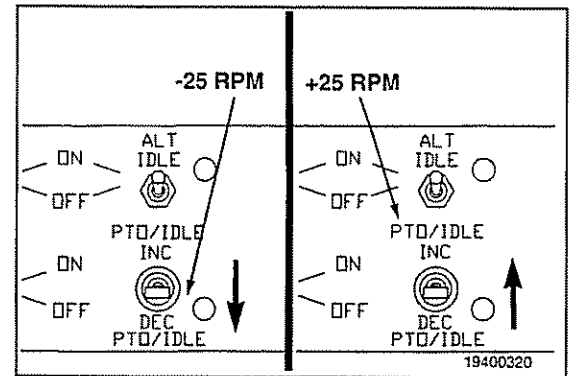 -25 RPM
+25 RPM
ALT
IDLE
ON
OFF
PTO/IDLE
INC
ON
OFF
DEC
PTO/IDLE
ALT
IDLE
ON
OFF
PTO/IDLE
INC
ON
OFF
DEC
PTO/IDLE
19400320